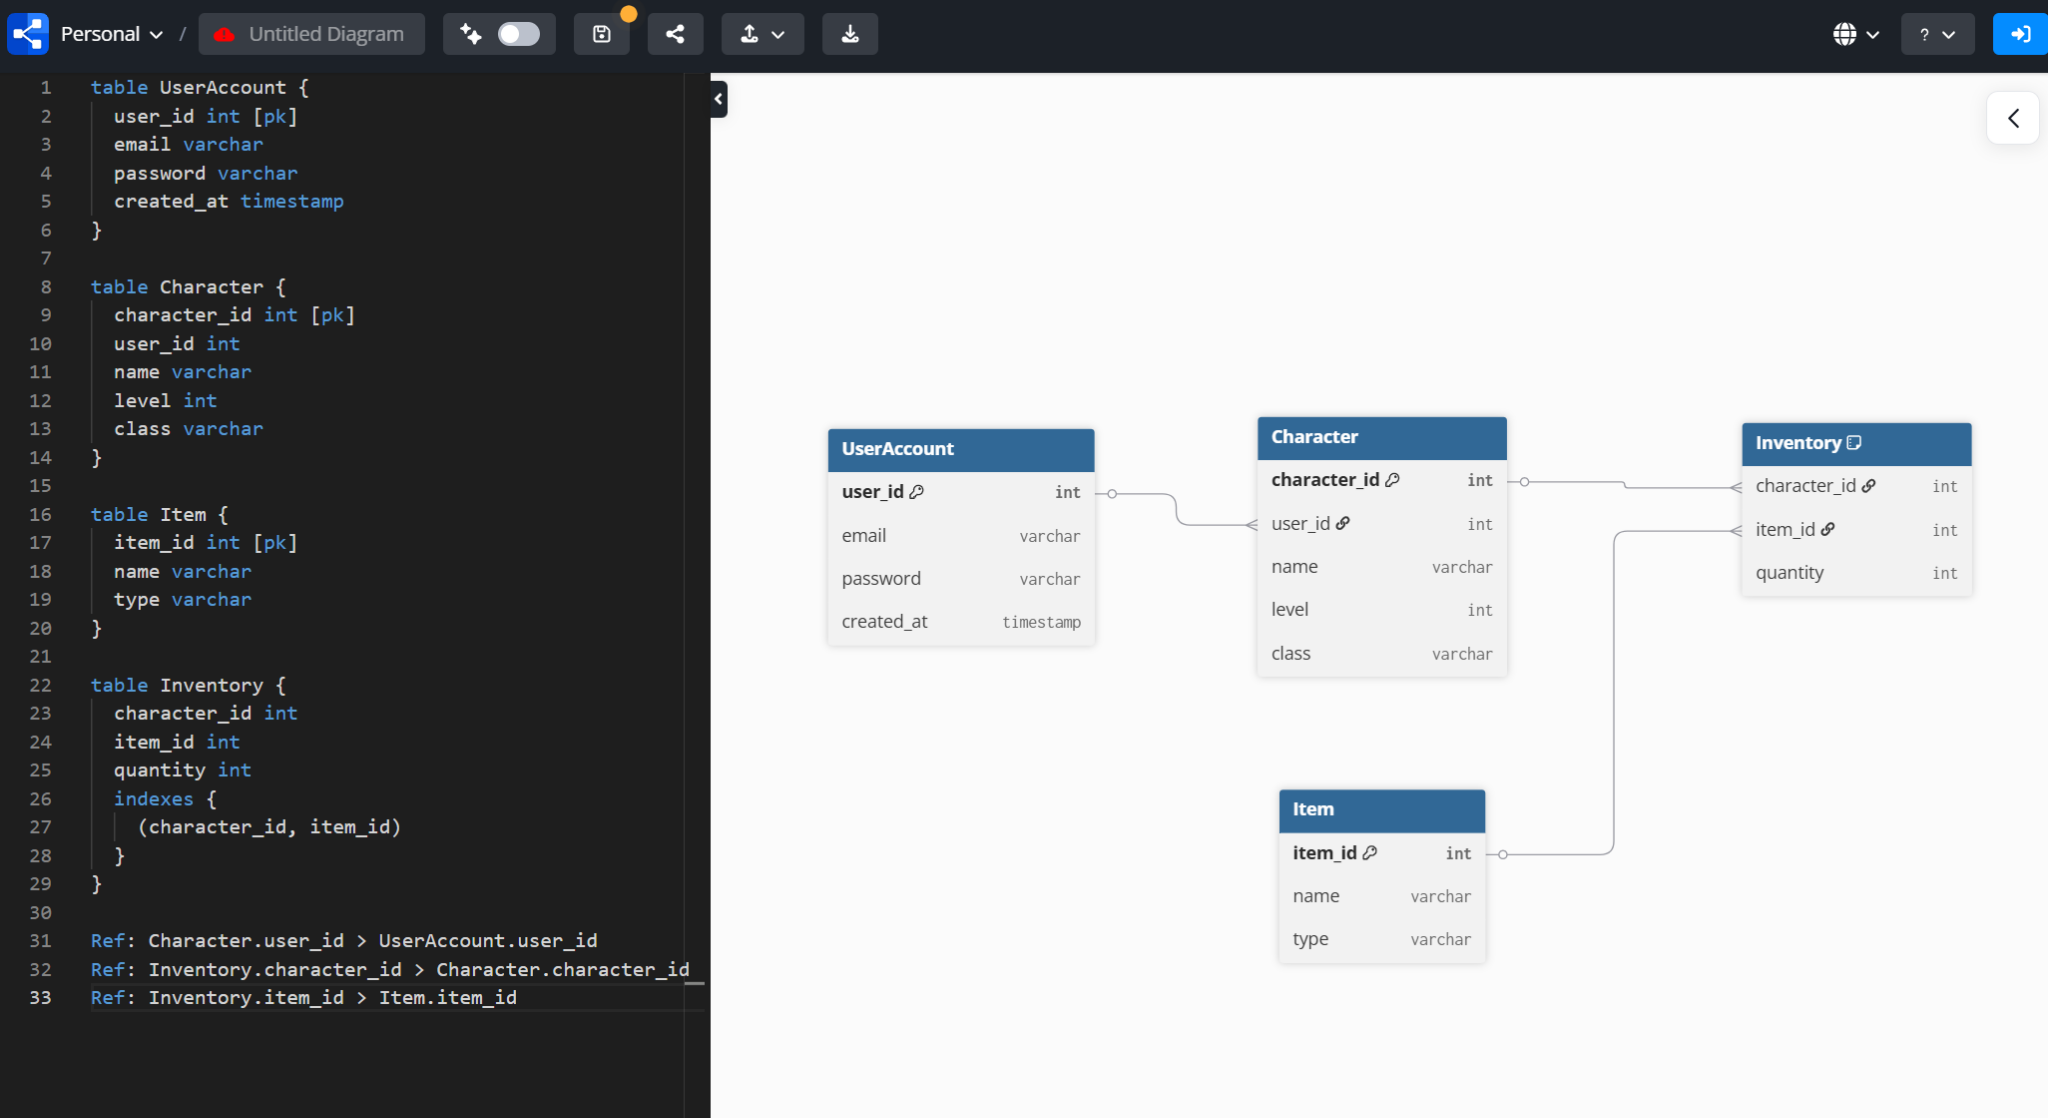 Personal / Untitled Diagram ?
1 table UserAccount {
2 user_id int [pk]
3 email varchar
4 password varchar
5 created_at timestamp
6 }
7
8 table Character {
9 character_id int [pk]
10 user_id int
11 name varchar
12 level int
13 class varchar
14 }
15
16 table Item {
17 item_id int [pk]
18 name varchar
19 type varchar
20 }
21
22 table Inventory {
23 character_id int
24 item_id int
25 quantity int
26 indexes {
27 (character_id, item_id)
28 }
29 }
30
31 Ref: Character.user_id > UserAccount.user_id
32 Ref: Inventory.character_id > Character.character_id
33 Ref: Inventory.item_id > Item.item_id
UserAccount
user_id int
email varchar
password varchar
created_at timestamp
Character
character_id int
user_id int
name varchar
level int
class varchar
Inventory
character_id int
item_id int
quantity int
Item
item_id int
name varchar
type varchar